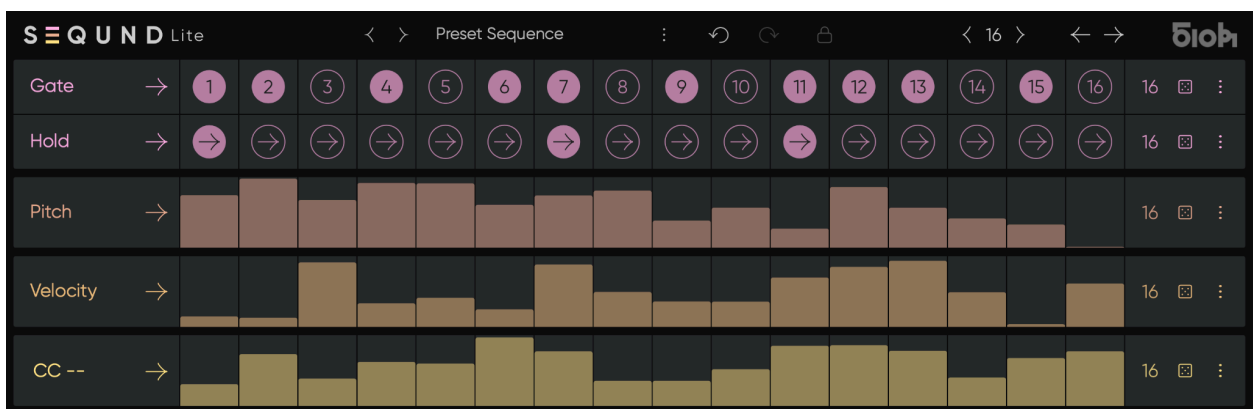 SEQUND Lite Preset Sequence 16
Gate 1 2 3 4 5 6 7 8 9 10 11 12 13 14 15 16 16
Hold 16
Pitch 16
Velocity 16
CC -- 16